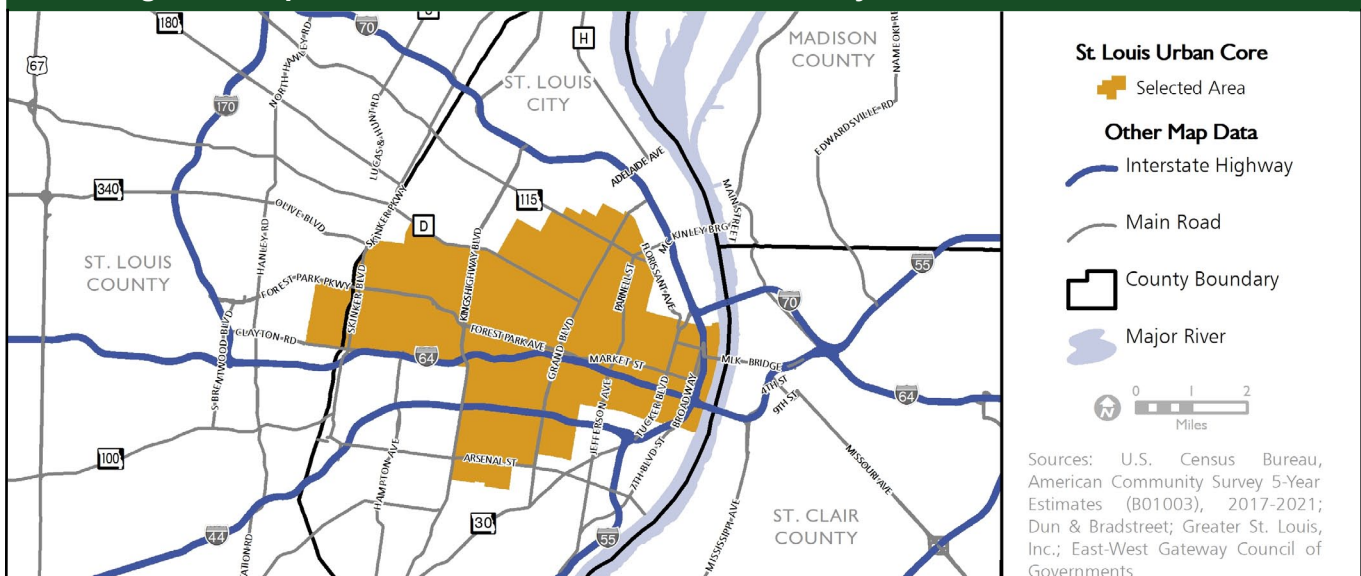 180
70
67
170
NORTH HANLEY RD
LUCAS & HUNT RD
H
ST. LOUIS
CITY
MADISON
COUNTY
NAMEOKI RD
EDWARDSVILLE RD
340
OLIVE BLVD
HANLEY RD
SKINKER PKWY
D
115
ADELAIDE AVE
MAIN STREET
MCKINLEY BRG
FLORISSANT AVE
PARNELL ST
KINGSHIGHWAY BLVD
ST. LOUIS
COUNTY
FOREST PARK PKWY
SKINKER BLVD
CLAYTON RD
S BRENTWOOD BLVD
64
FOREST PARK AVE
GRAND BLVD
MARKET ST
MLK BRIDGE
4TH ST
9TH ST
70
55
64
JEFFERSON AVE
TUCKER BLVD
BROADWAY
7TH BLVD ST
100
HAMPTON AVE
ARSENAL ST
30
44
55
MISSOURI AVE
MISSISSIPPI AVE
ST. CLAIR
COUNTY
St Louis Urban Core
Selected Area
Other Map Data
Interstate Highway
Main Road
County Boundary
Major River
0 1 2
Miles
N
Sources: U.S. Census Bureau,
American Community Survey 5-Year
Estimates (B01003), 2017-2021;
Dun & Bradstreet; Greater St. Louis,
Inc.; East-West Gateway Council of
Governments